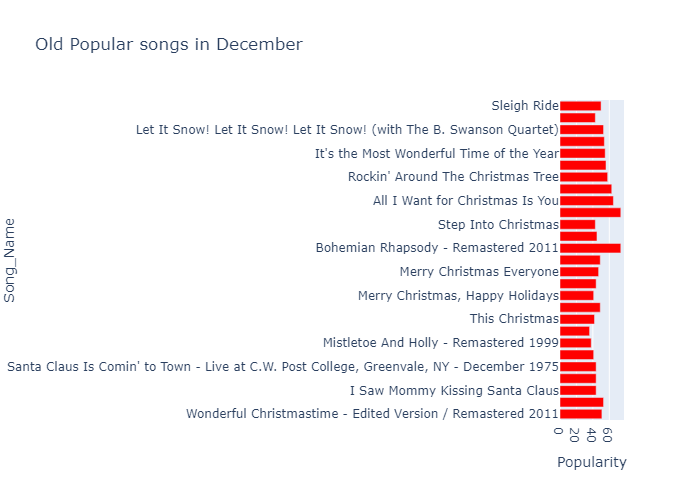 Old Popular songs in December
Sleigh Ride
Let It Snow! Let It Snow! Let It Snow! (with The B. Swanson Quartet)
It's the Most Wonderful Time of the Year
Rockin' Around The Christmas Tree
All I Want for Christmas Is You
Step Into Christmas
Bohemian Rhapsody - Remastered 2011
Merry Christmas Everyone
Merry Christmas, Happy Holidays
This Christmas
Mistletoe And Holly - Remastered 1999
Santa Claus Is Comin' to Town - Live at C.W. Post College, Greenvale, NY - December 1975
I Saw Mommy Kissing Santa Claus
Wonderful Christmastime - Edited Version / Remastered 2011
Song_Name
0 20 40 60
Popularity